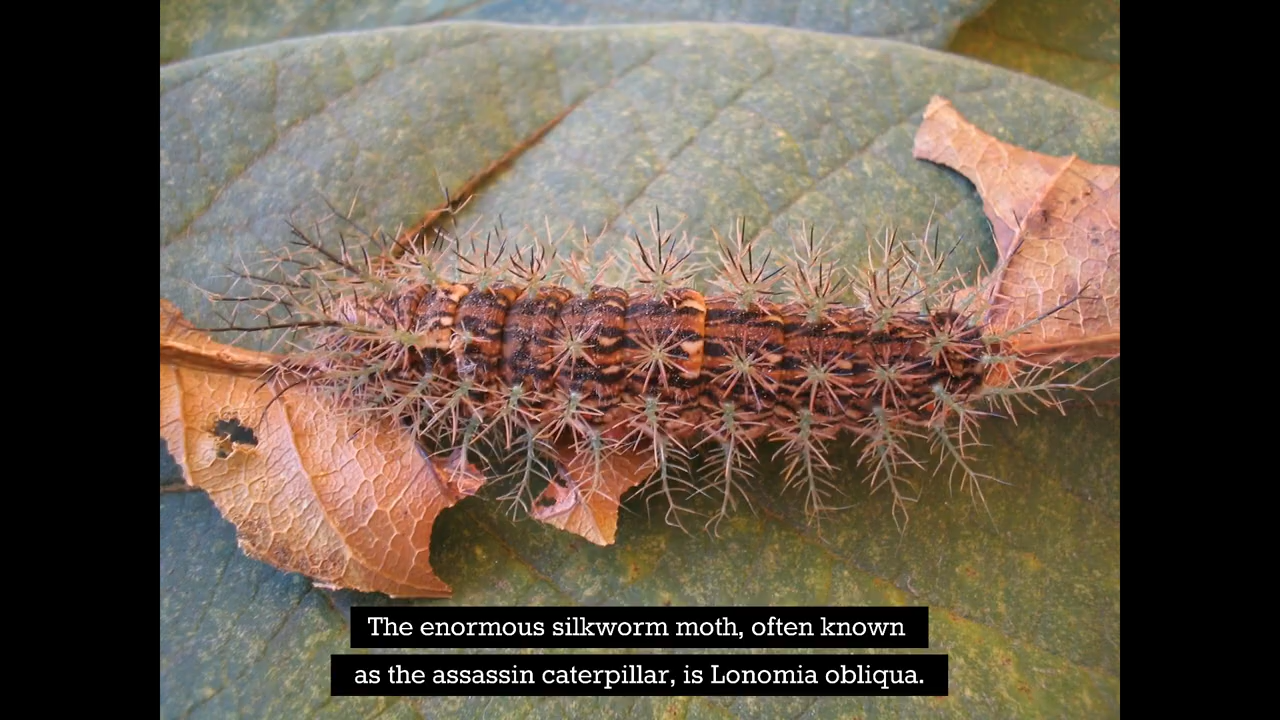 The enormous silkworm moth, often known
as the assassin caterpillar, is Lonomia obliqua.